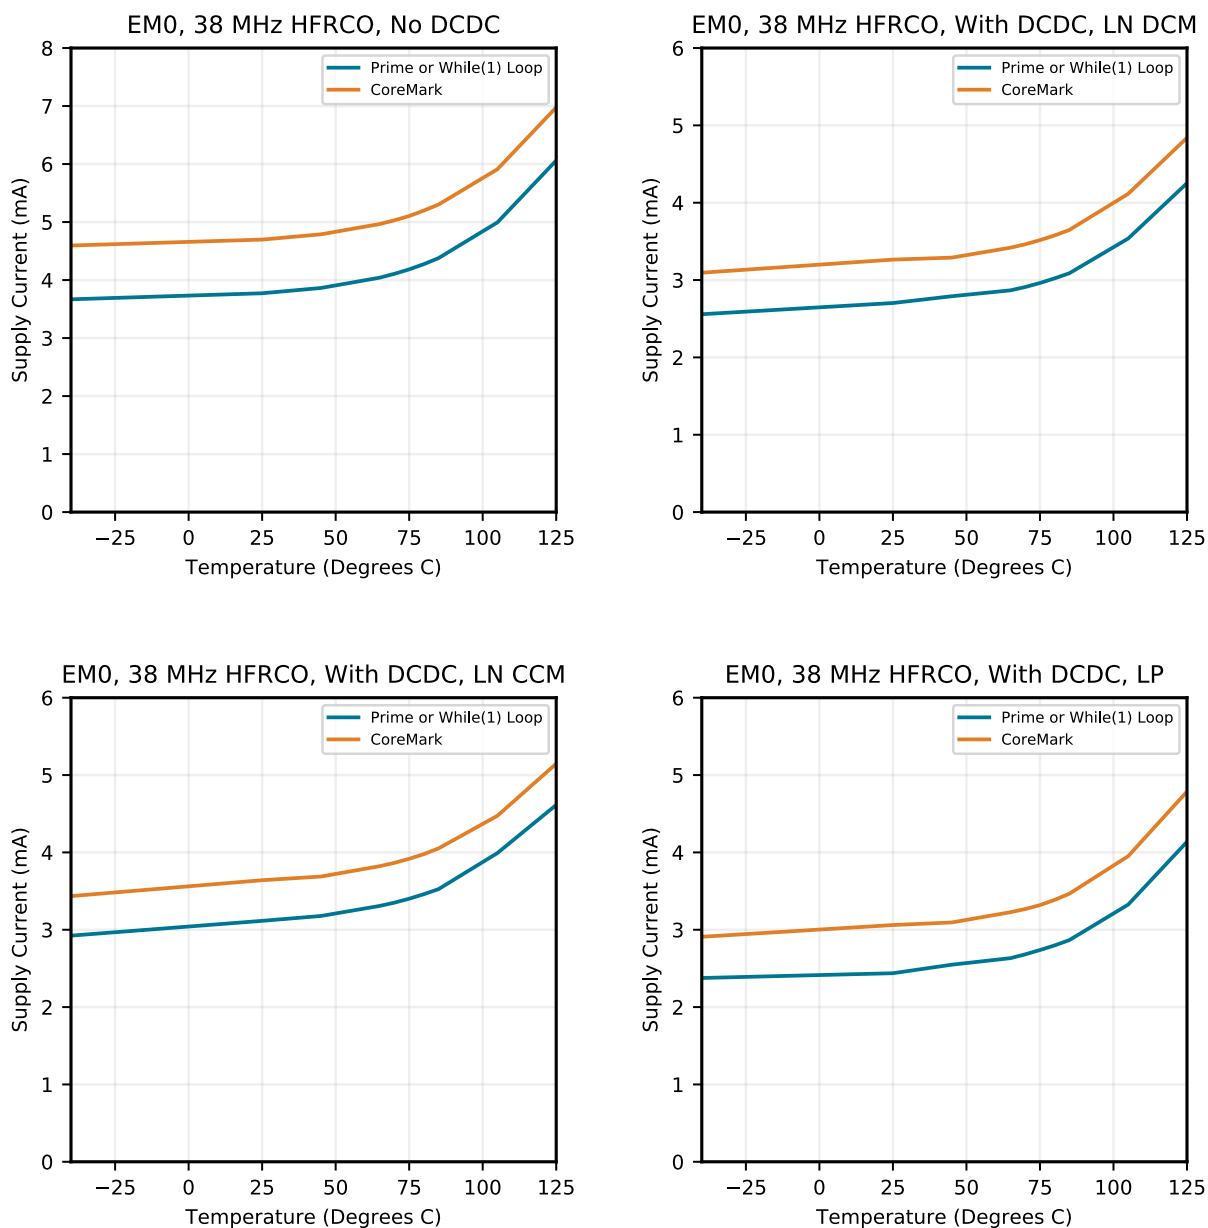 EM0, 38 MHz HFRCO, No DCDC
Supply Current (mA)
8
7
6
5
4
3
2
1
0
Prime or While(1) Loop
CoreMark
−25 0 25 50 75 100 125
Temperature (Degrees C)
EM0, 38 MHz HFRCO, With DCDC, LN DCM
Supply Current (mA)
6
5
4
3
2
1
0
Prime or While(1) Loop
CoreMark
−25 0 25 50 75 100 125
Temperature (Degrees C)
EM0, 38 MHz HFRCO, With DCDC, LN CCM
Supply Current (mA)
6
5
4
3
2
1
0
Prime or While(1) Loop
CoreMark
−25 0 25 50 75 100 125
Temperature (Degrees C)
EM0, 38 MHz HFRCO, With DCDC, LP
Supply Current (mA)
6
5
4
3
2
1
0
Prime or While(1) Loop
CoreMark
−25 0 25 50 75 100 125
Temperature (Degrees C)